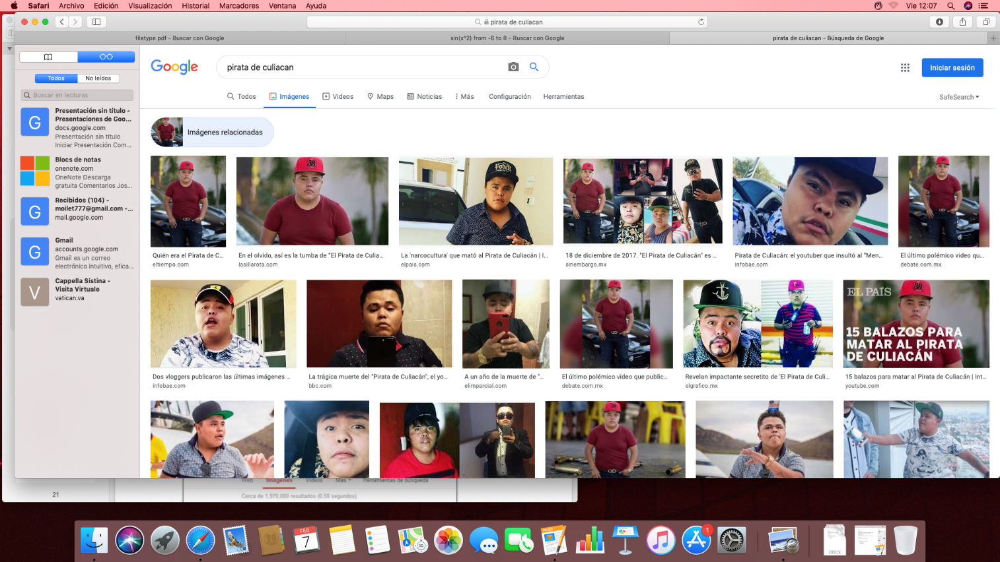 Safari Archivo Edición Visualización Historial Marcadores Ventana Ayuda
Vie 12:07
pirata de culiacan
filetype pdf - Buscar con Google
sin(x^2) from -6 to 8 - Buscar con Google
pirata de culiacan - Búsqueda de Google
Todos
No leídos
Buscar en lecturas
G
Presentación sin título -
Presentaciones de Goo...
docs.google.com
Presentación sin título
Iniciar Presentación Com...
Blocs de notas
onenote.com
OneNote Descarga
gratuita Comentarios Jos...
G
Recibidos (104) -
moilet777@gmail.com -...
mail.google.com
G
Gmail
accounts.google.com
Gmail es un correo
electrónico intuitivo, efica...
V
Cappella Sistina -
Visita Virtuale
vatican.va
Google
pirata de culiacan
Iniciar sesión
Todos
Imágenes
Videos
Maps
Noticias
Más
Configuración
Herramientas
SafeSearch
Imágenes relacionadas
38
Quién era el Pirata de C...
eltiempo.com
En el olvido, así es la tumba de "El Pirata de Culia...
lasillarota.com
La 'narcocultura' que mató al Pirata de Culiacán | I...
elpais.com
18 de diciembre de 2017. "El Pirata de Culiacán" es ...
sinembargo.mx
Pirata de Culiacán: el youtuber que insultó al "Men...
infobae.com
El último polémico video qu...
debate.com.mx
Dos vloggers publicaron las últimas imágenes ...
infobae.com
La trágica muerte del "Pirata de Culiacán", el yo...
bbc.com
A un año de la muerte de "...
elimparcial.com
El último polémico video que public...
debate.com.mx
Revelan impactante secretito de 'El Pirata de Culi...
elgrafico.mx
EL PAÍS
38
15 BALAZOS PARA
MATAR AL PIRATA
DE CULIACÁN
15 balazos para matar al Pirata de Culiacán | Int...
youtube.com
21
Web Imágenes Videos Más Herramientas de búsqueda
Cerca de 1,970,000 resultados (0.50 segundos)
FEB
7
3D
1
DOCX